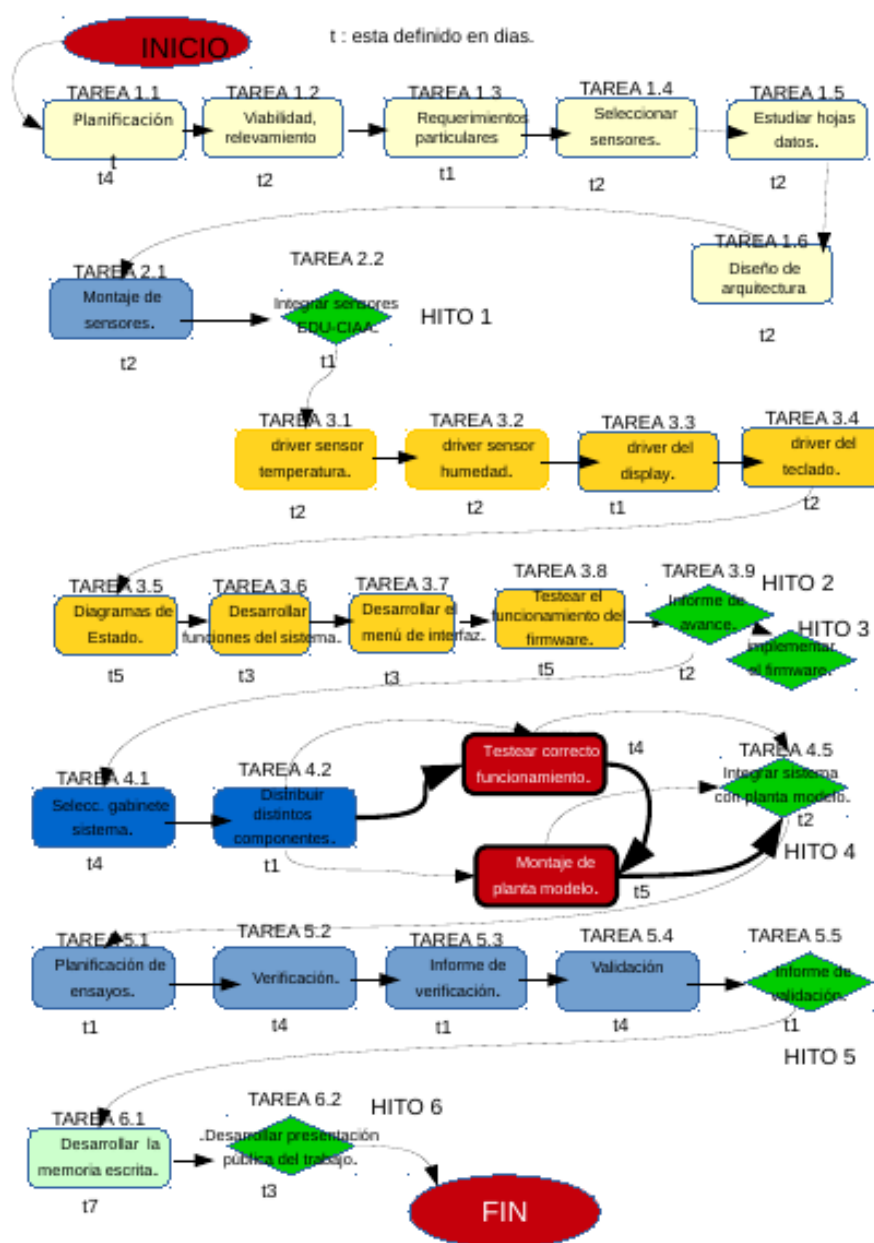 INICIO
t : esta definido en dias.
TAREA 1.1
Planificación
t
t4
TAREA 1.2
Viabilidad,
relevamiento
t2
TAREA 1.3
Requerimientos
particulares
t1
TAREA 1.4
Seleccionar
sensores.
t2
TAREA 1.5
Estudiar hojas
datos.
t2
TAREA 1.6
Diseño de
arquitectura
t2
TAREA 2.1
Montaje de
sensores.
t2
TAREA 2.2
Integrar sensores
EDU-CIAA.
t1
HITO 1
TAREA 3.1
driver sensor
temperatura.
t2
TAREA 3.2
driver sensor
humedad.
t2
TAREA 3.3
driver del
display.
t1
TAREA 3.4
driver del
teclado.
t2
TAREA 3.5
Diagramas de
Estado.
t5
TAREA 3.6
Desarrollar
funciones del sistema.
t3
TAREA 3.7
Desarrollar el
menú de interfaz.
t3
TAREA 3.8
Testear el
funcionamiento del
firmware.
t5
TAREA 3.9
Informe de
avance.
t2
HITO 2
HITO 3
Implementar
el firmware.
TAREA 4.1
Selecc. gabinete
sistema.
t4
TAREA 4.2
Distribuir
distintos
componentes.
t1
Testear correcto
funcionamiento.
t4
Montaje de
planta modelo.
t5
TAREA 4.5
Integrar sistema
con planta modelo.
t2
HITO 4
TAREA 5.1
Planificación de
ensayos.
t1
TAREA 5.2
Verificación.
t4
TAREA 5.3
Informe de
verificación.
t1
TAREA 5.4
Validación
t4
TAREA 5.5
Informe de
validación.
t1
HITO 5
TAREA 6.1
Desarrollar la
memoria escrita.
t7
TAREA 6.2
Desarrollar presentación
pública del trabajo.
t3
HITO 6
FIN